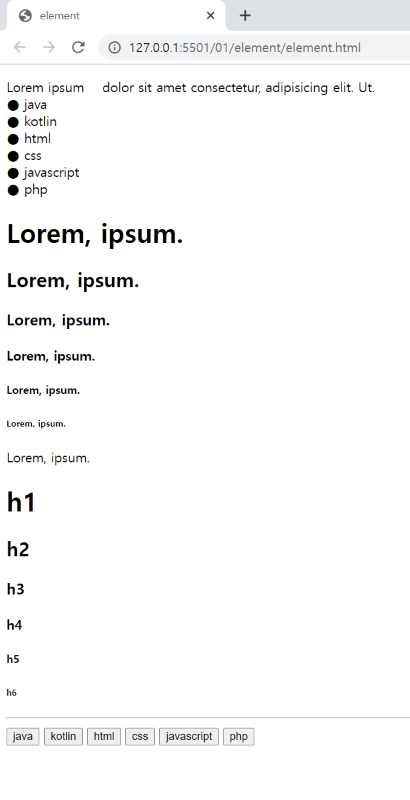 element
127.0.0.1:5501/01/element/element.html
Lorem ipsum dolor sit amet consectetur, adipisicing elit. Ut.
● java
● kotlin
● html
● css
● javascript
● php
Lorem, ipsum.
Lorem, ipsum.
Lorem, ipsum.
Lorem, ipsum.
Lorem, ipsum.
Lorem, ipsum.
Lorem, ipsum.
h1
h2
h3
h4
h5
h6
java kotlin html css javascript php